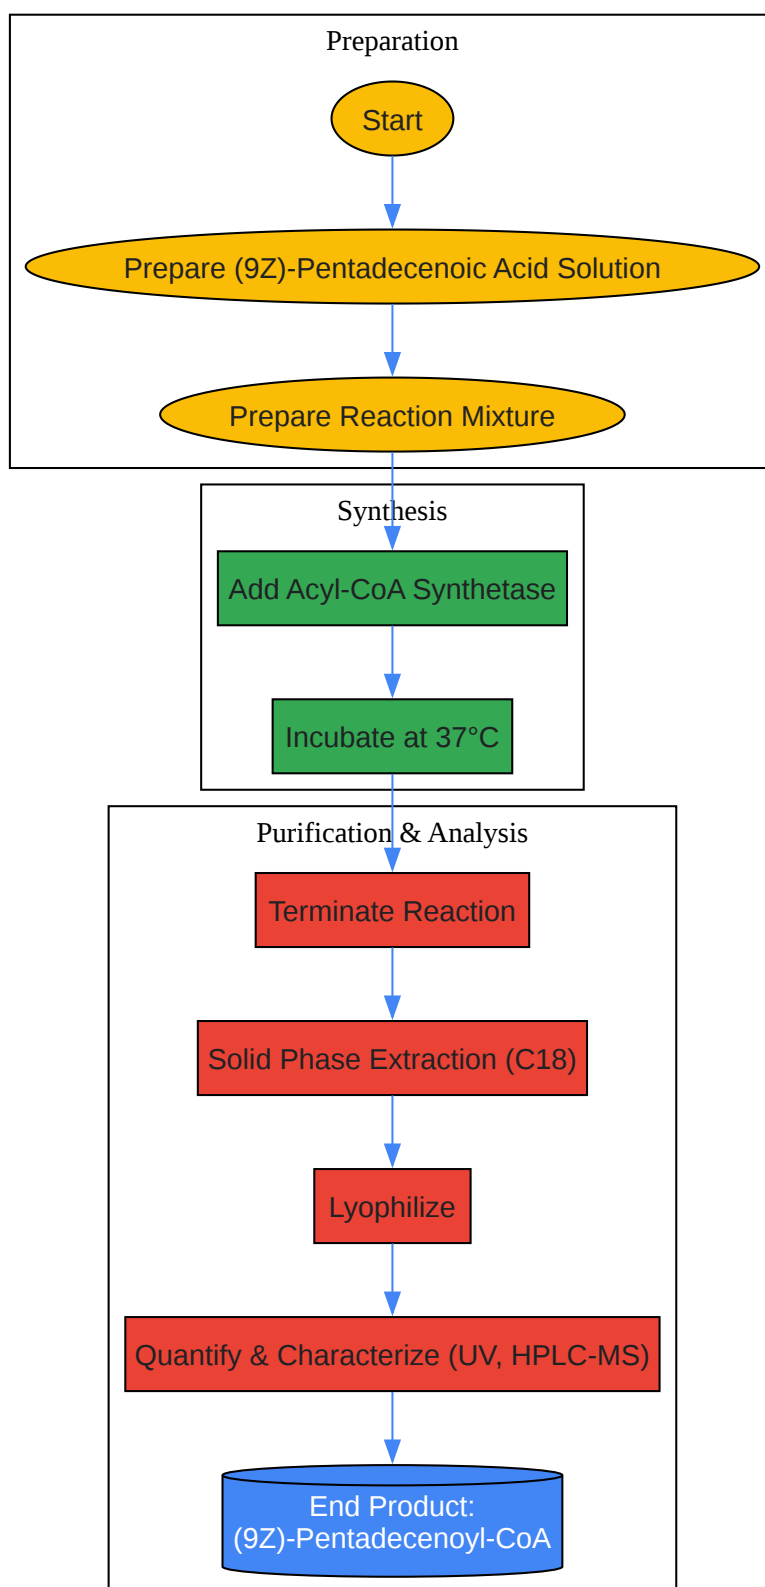 Preparation
Start
Prepare (9Z)-Pentadecenoic Acid Solution
Prepare Reaction Mixture
Synthesis
Add Acyl-CoA Synthetase
Incubate at 37°C
Purification & Analysis
Terminate Reaction
Solid Phase Extraction (C18)
Lyophilize
Quantify & Characterize (UV, HPLC-MS)
End Product:
(9Z)-Pentadecenoyl-CoA